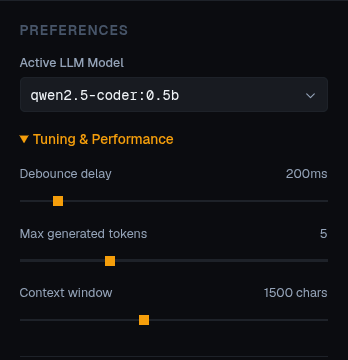 PREFERENCES
Active LLM Model
qwen2.5-coder:0.5b
Tuning & Performance
Debounce delay 200ms
Max generated tokens 5
Context window 1500 chars